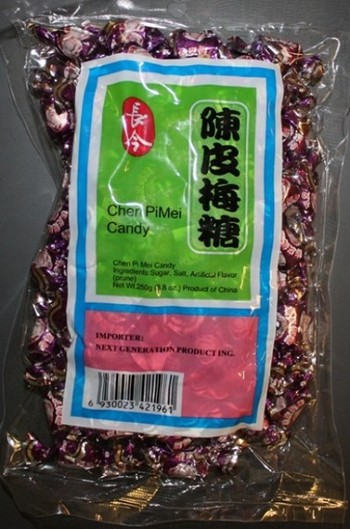 長今
陳皮梅糖
Chen PiMei
Candy
Chen Pi Mei Candy
Ingredients: Sugar, Salt, Artificial Flavor
(prune)
Net Wt.250g (8.8 oz.) Product of China
IMPORTER:
NEXT GENERATION PRODUCT ING.
6 930023 421961